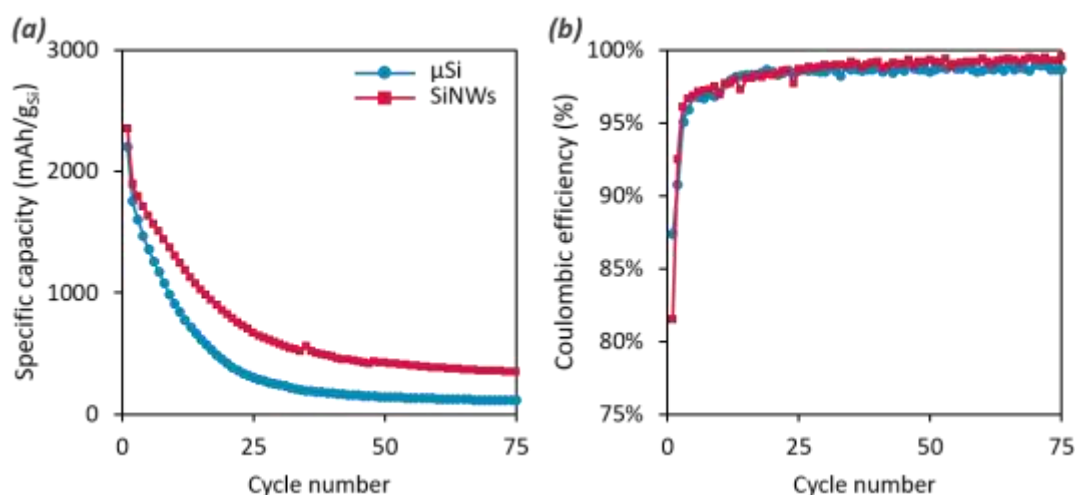 (a)
3000
2000
1000
0
0
25
50
75
Specific capacity (mAh/gSi)
Cycle number
μSi
SiNWs
(b)
100%
95%
90%
85%
80%
75%
0
25
50
75
Coulombic efficiency (%)
Cycle number